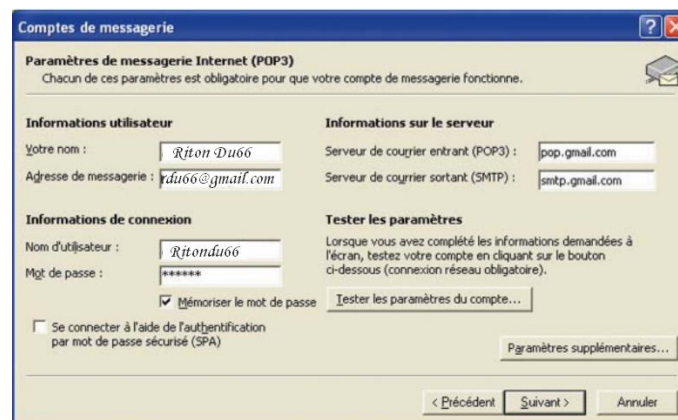 Comptes de messagerie
Paramètres de messagerie Internet (POP3)
Chacun de ces paramètres est obligatoire pour que votre compte de messagerie fonctionne.
Informations utilisateur
Votre nom : Riton Du66
Adresse de messagerie : rdu66@gmail.com
Informations sur le serveur
Serveur de courrier entrant (POP3) : pop.gmail.com
Serveur de courrier sortant (SMTP) : smtp.gmail.com
Informations de connexion
Nom d'utilisateur : Ritondu66
Mot de passe : ******
Mémoriser le mot de passe
Se connecter à l'aide de l'authentification
par mot de passe sécurisé (SPA)
Tester les paramètres
Lorsque vous avez complété les informations demandées à
l'écran, testez votre compte en cliquant sur le bouton
ci-dessous (connexion réseau obligatoire).
Tester les paramètres du compte...
Paramètres supplémentaires...
< Précédent
Suivant >
Annuler